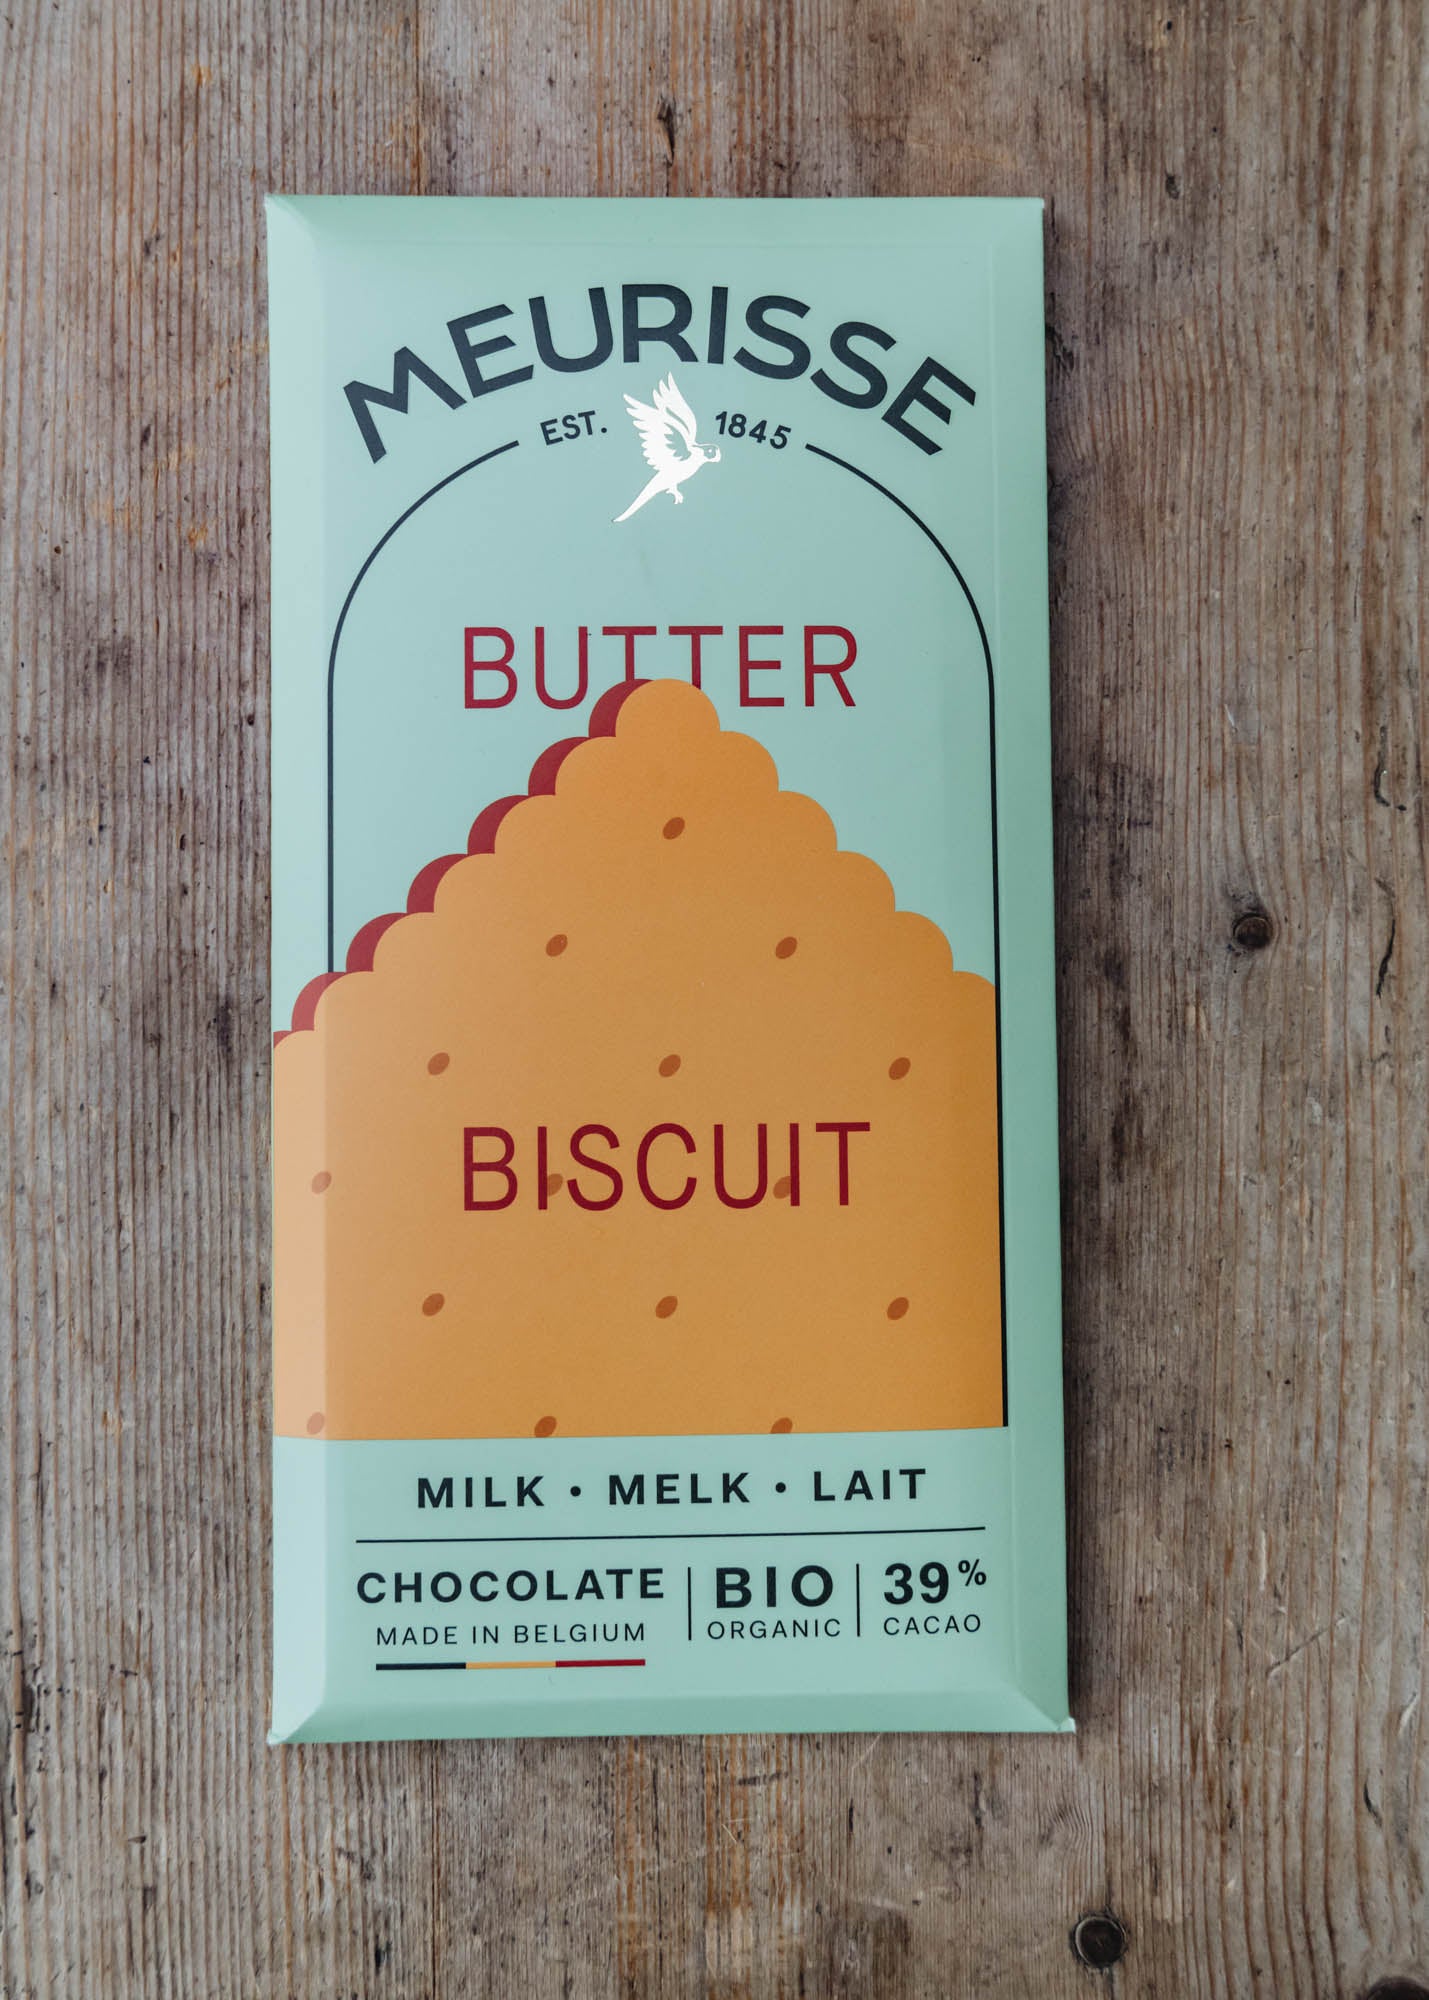 MEURISSE
EST. 1845
BUTTER
BISCUIT
MILK • MELK • LAIT
CHOCOLATE
MADE IN BELGIUM
BIO
ORGANIC
39%
CACAO